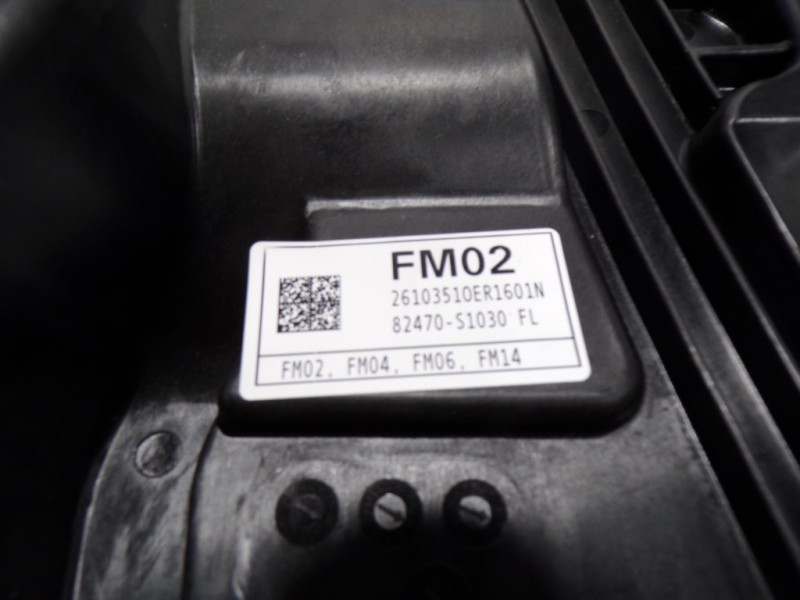 FM02
26103510ER1601N
82470-S1030 FL
FM02, FM04, FM06, FM14